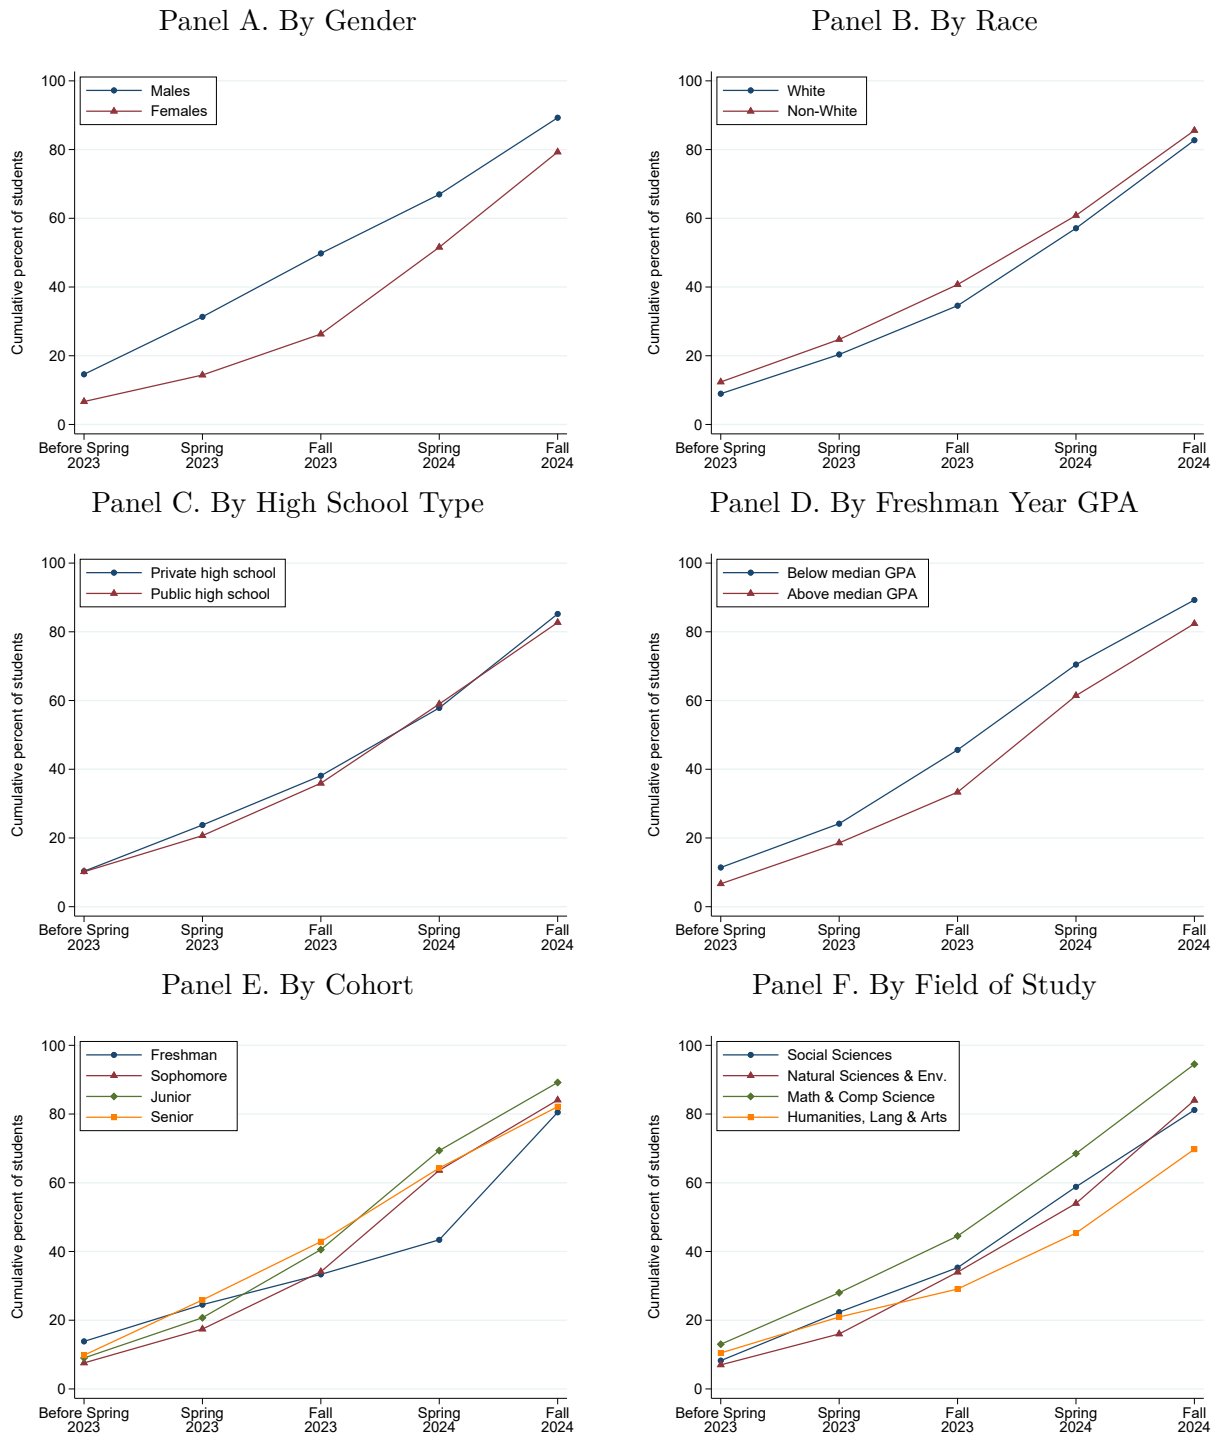 Panel A. By Gender
Males
Females
Cumulative percent of students
100
80
60
40
20
0
Before Spring 2023
Spring 2023
Fall 2023
Spring 2024
Fall 2024
Panel B. By Race
White
Non-White
Cumulative percent of students
100
80
60
40
20
0
Before Spring 2023
Spring 2023
Fall 2023
Spring 2024
Fall 2024
Panel C. By High School Type
Private high school
Public high school
Cumulative percent of students
100
80
60
40
20
0
Before Spring 2023
Spring 2023
Fall 2023
Spring 2024
Fall 2024
Panel D. By Freshman Year GPA
Below median GPA
Above median GPA
Cumulative percent of students
100
80
60
40
20
0
Before Spring 2023
Spring 2023
Fall 2023
Spring 2024
Fall 2024
Panel E. By Cohort
Freshman
Sophomore
Junior
Senior
Cumulative percent of students
100
80
60
40
20
0
Before Spring 2023
Spring 2023
Fall 2023
Spring 2024
Fall 2024
Panel F. By Field of Study
Social Sciences
Natural Sciences & Env.
Math & Comp Science
Humanities, Lang & Arts
Cumulative percent of students
100
80
60
40
20
0
Before Spring 2023
Spring 2023
Fall 2023
Spring 2024
Fall 2024